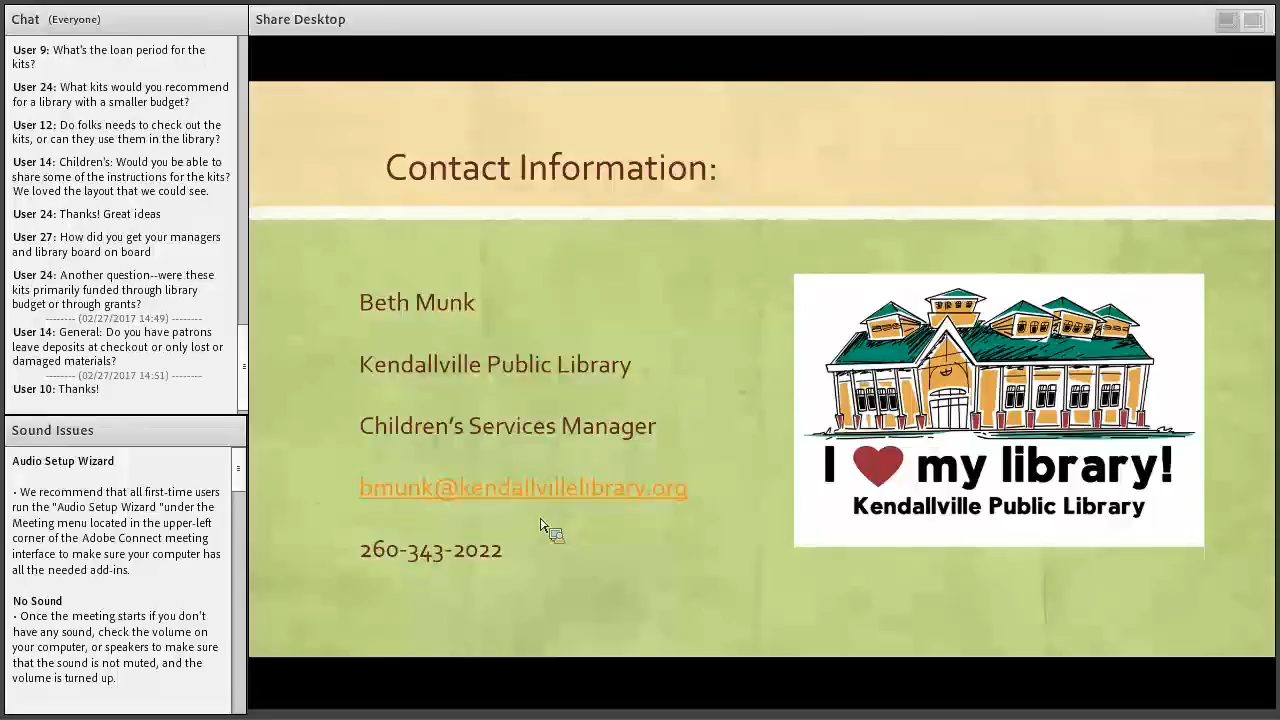 Chat (Everyone)
User 9: What's the loan period for the
kits?
User 24: What kits would you recommend
for a library with a smaller budget?
User 12: Do folks needs to check out the
kits, or can they use them in the library?
User 14: Children's: Would you be able to
share some of the instructions for the kits?
We loved the layout that we could see.
User 24: Thanks! Great ideas
User 27: How did you get your managers
and library board on board
User 24: Another question--were these
kits primarily funded through library
budget or through grants?
-------- (02/27/2017 14:49) --------
User 14: General: Do you have patrons
leave deposits at checkout or only lost or
damaged materials?
-------- (02/27/2017 14:51) --------
User 10: Thanks!
Sound Issues
Audio Setup Wizard
• We recommend that all first-time users
run the "Audio Setup Wizard "under the
Meeting menu located in the upper-left
corner of the Adobe Connect meeting
interface to make sure your computer has
all the needed add-ins.
No Sound
• Once the meeting starts if you don't
have any sound, check the volume on
your computer, or speakers to make sure
that the sound is not muted, and the
volume is turned up.
Share Desktop
Contact Information:
Beth Munk
Kendallville Public Library
Children's Services Manager
bmunk@kendallvillelibrary.org
260-343-2022
I ❤ my library!
Kendallville Public Library